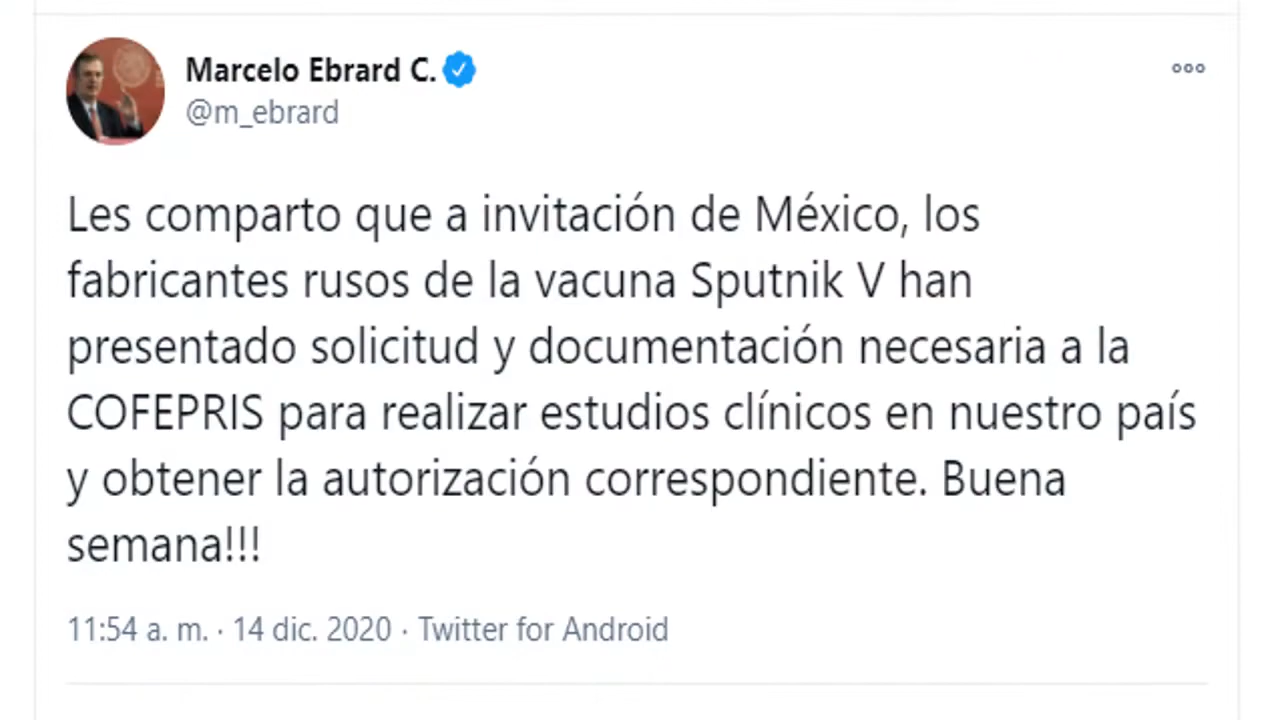 Marcelo Ebrard C.
@m_ebrard
Les comparto que a invitación de México, los
fabricantes rusos de la vacuna Sputnik V han
presentado solicitud y documentación necesaria a la
COFEPRIS para realizar estudios clínicos en nuestro país
y obtener la autorización correspondiente. Buena
semana!!!
11:54 a. m. · 14 dic. 2020 · Twitter for Android